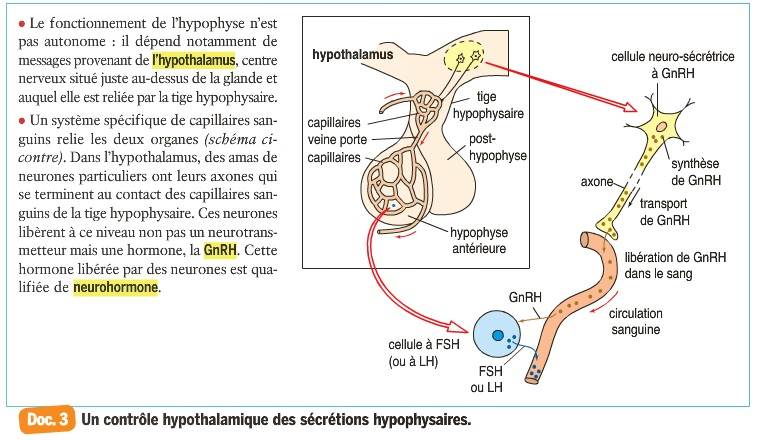 • Le fonctionnement de l'hypophyse n'est
pas autonome : il dépend notamment de
messages provenant de l'hypothalamus, centre
nerveux situé juste au-dessus de la glande et
auquel elle est reliée par la tige hypophysaire.
• Un système spécifique de capillaires san-
guins relie les deux organes (schéma ci-
contre). Dans l'hypothalamus, des amas de
neurones particuliers ont leurs axones qui
se terminent au contact des capillaires san-
guins de la tige hypophysaire. Ces neurones
libèrent à ce niveau non pas un neurotrans-
metteur mais une hormone, la GnRH. Cette
hormone libérée par des neurones est qua-
lifiée de neurohormone.
hypothalamus
capillaires
veine porte
capillaires
tige
hypophysaire
post-
hypophyse
hypophyse
antérieure
cellule neuro-sécrétrice
à GnRH
synthèse
de GnRH
axone
transport
de GnRH
libération de GnRH
dans le sang
GnRH
circulation
sanguine
cellule à FSH
(ou à LH)
FSH
ou LH
Doc. 3 Un contrôle hypothalamique des sécrétions hypophysaires.